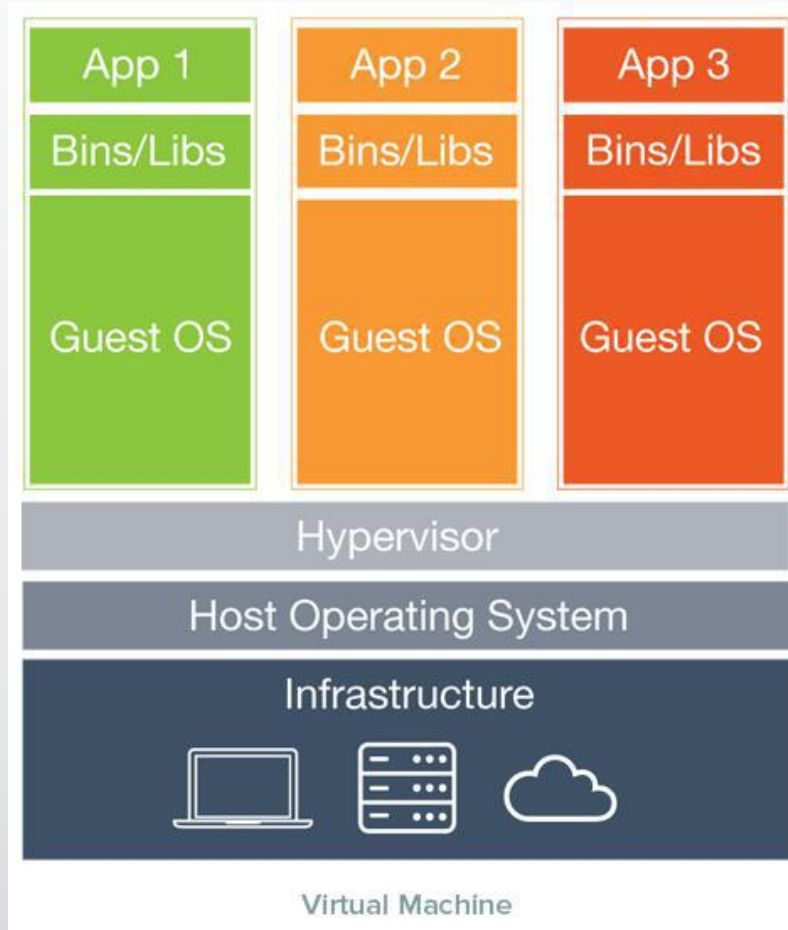 App 1
App 2
App 3
Bins/Libs
Bins/Libs
Bins/Libs
Guest OS
Guest OS
Guest OS
Hypervisor
Host Operating System
Infrastructure
Virtual Machine